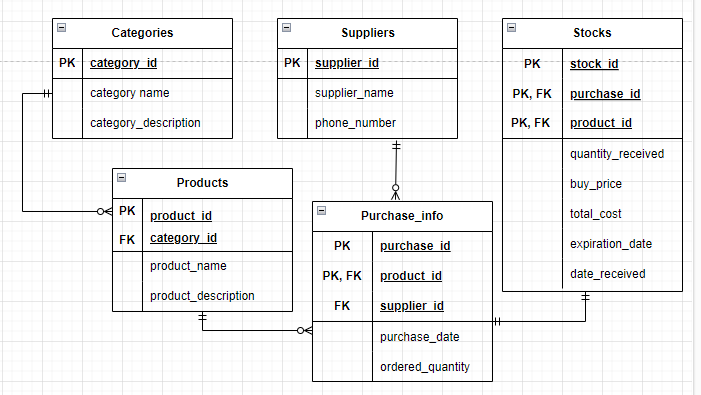 Categories
PK category_id
category name
category_description
Suppliers
PK supplier_id
supplier_name
phone_number
Stocks
PK stock_id
PK, FK purchase_id
PK, FK product_id
quantity_received
buy_price
total_cost
expiration_date
date_received
Products
PK product_id
FK category_id
product_name
product_description
Purchase_info
PK purchase_id
PK, FK product_id
FK supplier_id
purchase_date
ordered_quantity